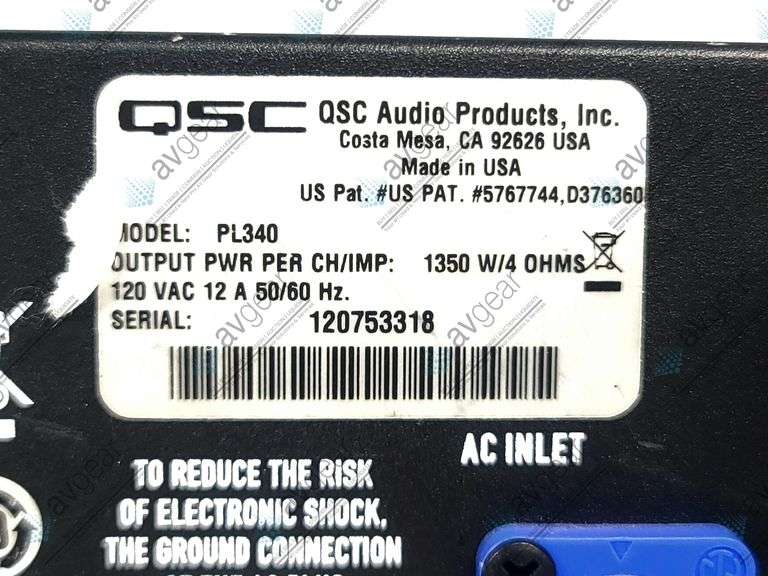 QSC QSC Audio Products, Inc.
Costa Mesa, CA 92626 USA
Made in USA
US Pat. #US PAT. #5767744,D376360
MODEL: PL340
OUTPUT PWR PER CH/IMP: 1350 W/4 OHMS
120 VAC 12 A 50/60 Hz.
SERIAL: 120753318
AC INLET
TO REDUCE THE RISK
OF ELECTRONIC SHOCK,
THE GROUND CONNECTION
avgear